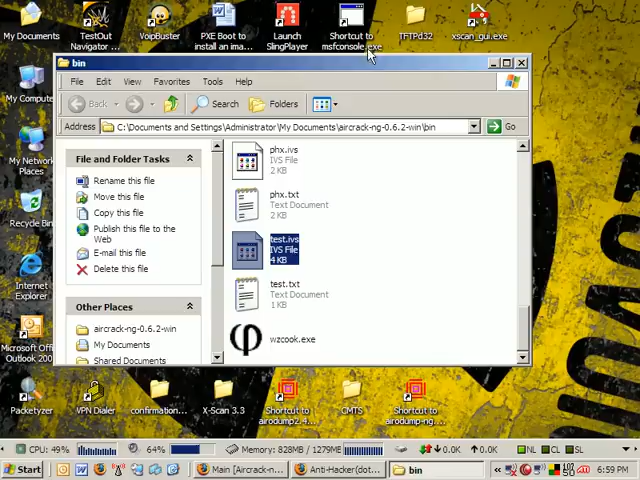 My Documents
TestOut
Navigator ...
VoipBuster
PXE Boot to
install an ima...
Launch
SlingPlayer
Shortcut to
msfconsole.exe
TFTPd32
xscan_gui.exe
bin
File Edit View Favorites Tools Help
Back Search Folders
Address C:\Documents and Settings\Administrator\My Documents\aircrack-ng-0.6.2-win\bin Go
My Computer
My Network
Places
Recycle Bin
Internet
Explorer
Microsoft O
Outlook 200
File and Folder Tasks
Rename this file
Move this file
Copy this file
Publish this file to the
Web
E-mail this file
Delete this file
Other Places
aircrack-ng-0.6.2-win
My Documents
Shared Documents
phx.ivs
IVS File
2 KB
phx.txt
Text Document
2 KB
test.ivs
IVS File
4 KB
test.txt
Text Document
1 KB
wzcook.exe
Packetyzer
VPN Dialer
confirmation...
X-Scan 3.3
Shortcut to
airodump2.4...
CMTS
Shortcut to
airodump-ng...
CPU: 49% 64% Memory: 828MB / 1279MB 0.0K 0.0K NL CL SL
Start Main [Aircrack-n... Anti-Hacker(dot... bin 6:59 PM